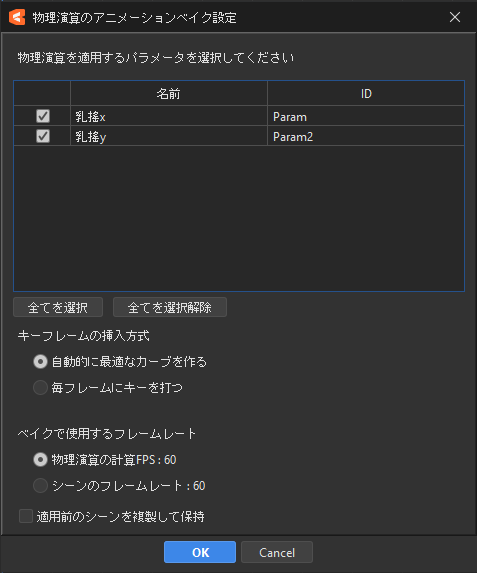 物理演算のアニメーションベイク設定
物理演算を適用するパラメータを選択してください
名前 ID
乳揺x Param
乳揺y Param2
全てを選択 全てを選択解除
キーフレームの挿入方式
自動的に最適なカーブを作る
毎フレームにキーを打つ
ベイクで使用するフレームレート
物理演算の計算FPS : 60
シーンのフレームレート : 60
適用前のシーンを複製して保持
OK Cancel